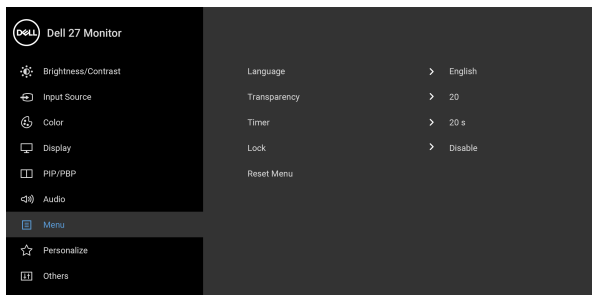 DELL Dell 27 Monitor
Brightness/Contrast Language English
Input Source Transparency 20
Color Timer 20 s
Display Lock Disable
PIP/PBP Reset Menu
Audio
Menu
Personalize
Others